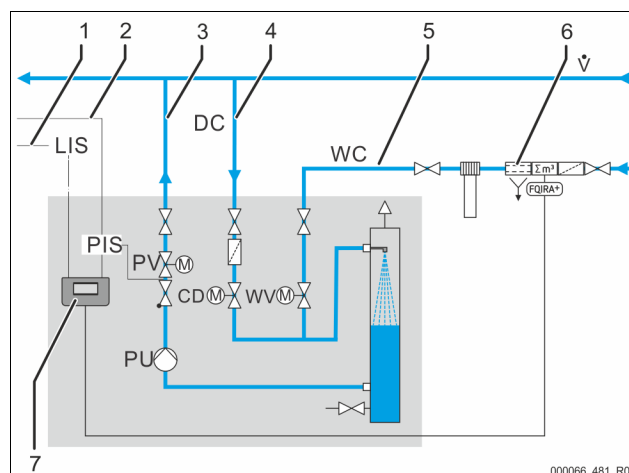 1 2 3 4 5 6
V̇
DC
LIS
WC
Σm³
FQIRA+
PIS
PV M
CD M WV M
PU
7
000066_481_R0